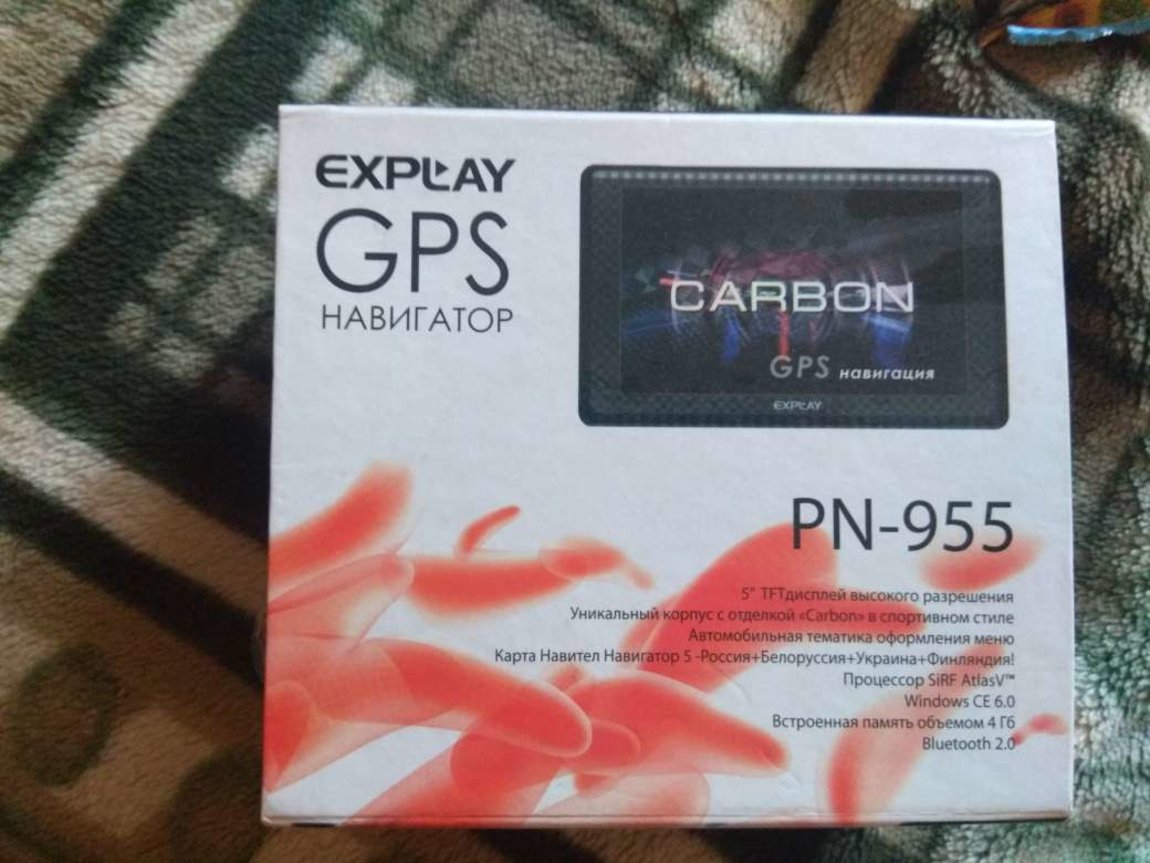 EXPLAY
GPS
НАВИГАТОР
CARBON
GPS навигация
EXPLAY
PN-955
5" TFTдисплей высокого разрешения
Уникальный корпус с отделкой «Carbon» в спортивном стиле
Автомобильная тематика оформления меню
Карта Навител Навигатор 5 -Россия+Белоруссия+Украина+Финляндия!
Процессор SiRF AtlasV™
Windows CE 6.0
Встроенная память объемом 4 Гб
Bluetooth 2.0